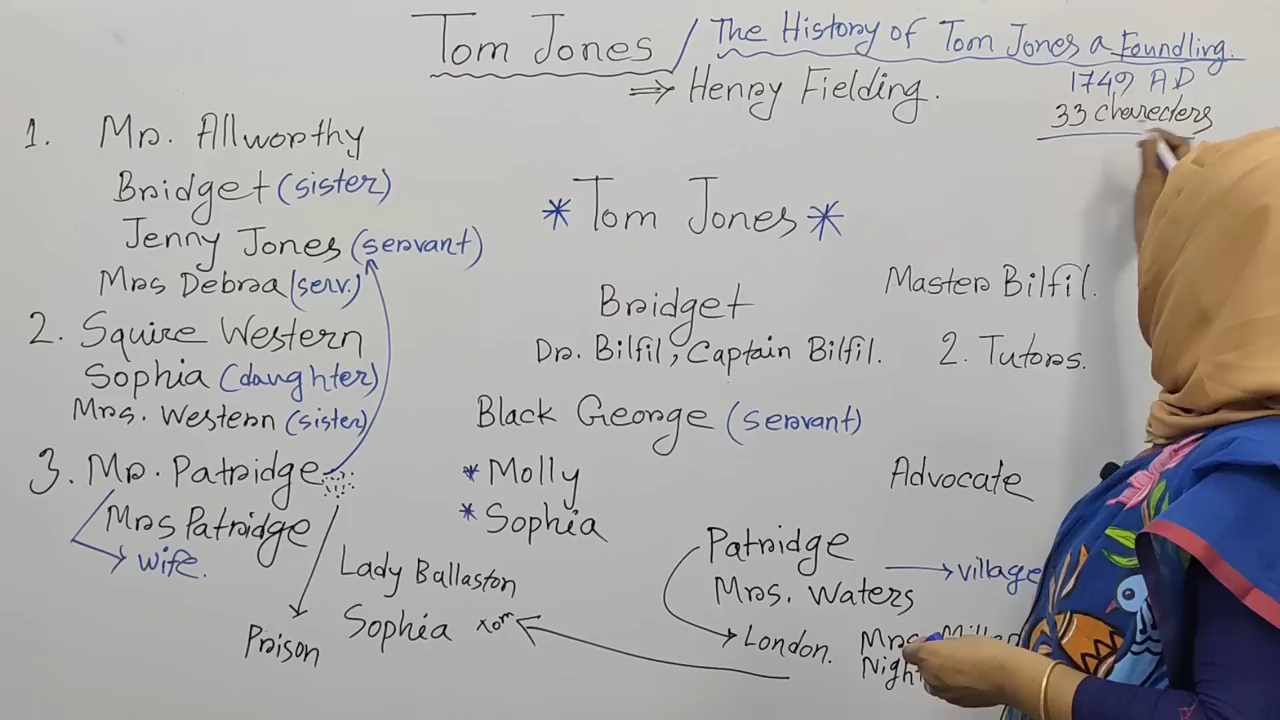 Tom Jones / The History of Tom Jones a Foundling.
⇒ Henry Fielding.
1749 AD
33 charecters
1. Mr. Allworthy
Bridget (sister)
Jenny Jones (servant)
Mrs Debra (serv.)
2. Squire Western
Sophia (daughter)
Mrs. Western (sister)
3. Mr. Patridge
Mrs Patridge
wife.
Prison
Lady Ballaston
Sophia
* Tom Jones *
Bridget
Dr. Bilfil, Captain Bilfil.
Master Bilfil.
2. Tutors.
Black George (servant)
* Molly
* Sophia
Advocate
Patridge
Mrs. Waters → village
London.
Mrs
Night